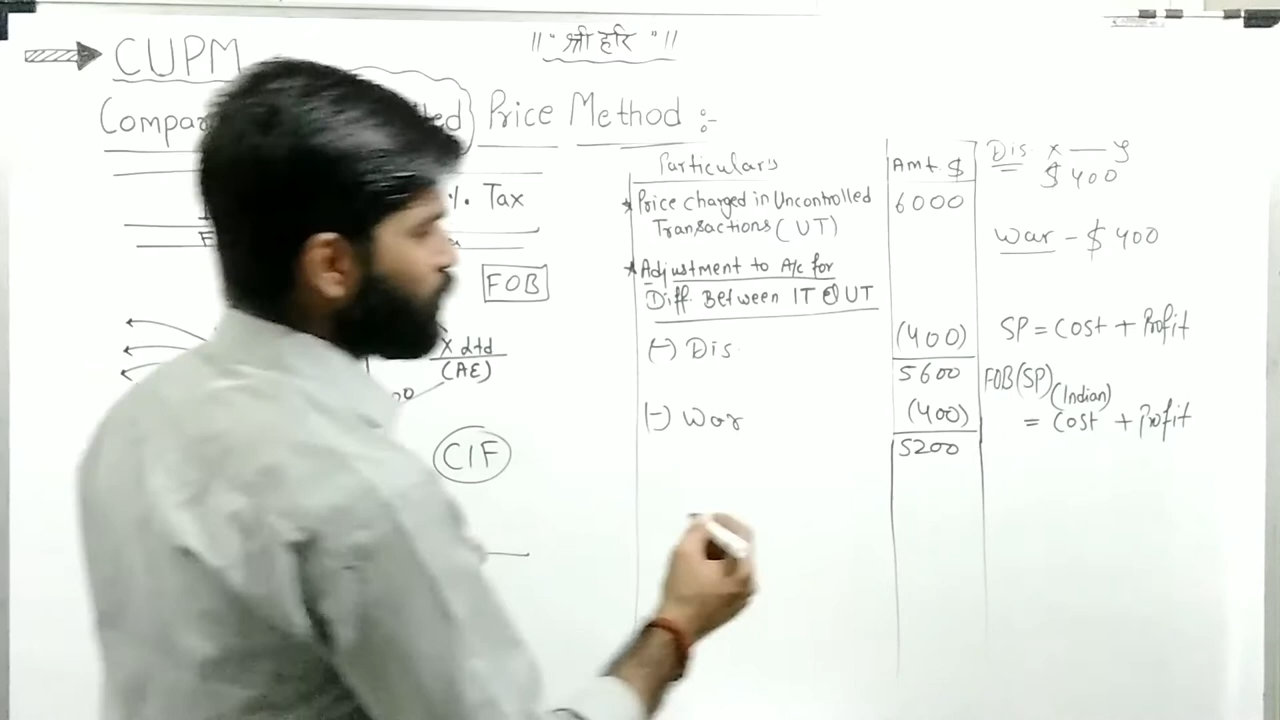 ॥ " श्री हरि " ॥
CUPM
Price Method :-
% Tax
FOB
X Ltd
(AE)
CIF
Particulars
Amt. $
* Price charged in Uncontrolled
Transactions (UT)
6000
* Adjustment to A/c for
Diff. Between IT & UT
(-) Dis
(400)
5600
(-) War
(400)
5200
Dis X — Y
$ 400
War - $ 400
SP = Cost + Profit
FOB (SP) (Indian)
= Cost + Profit